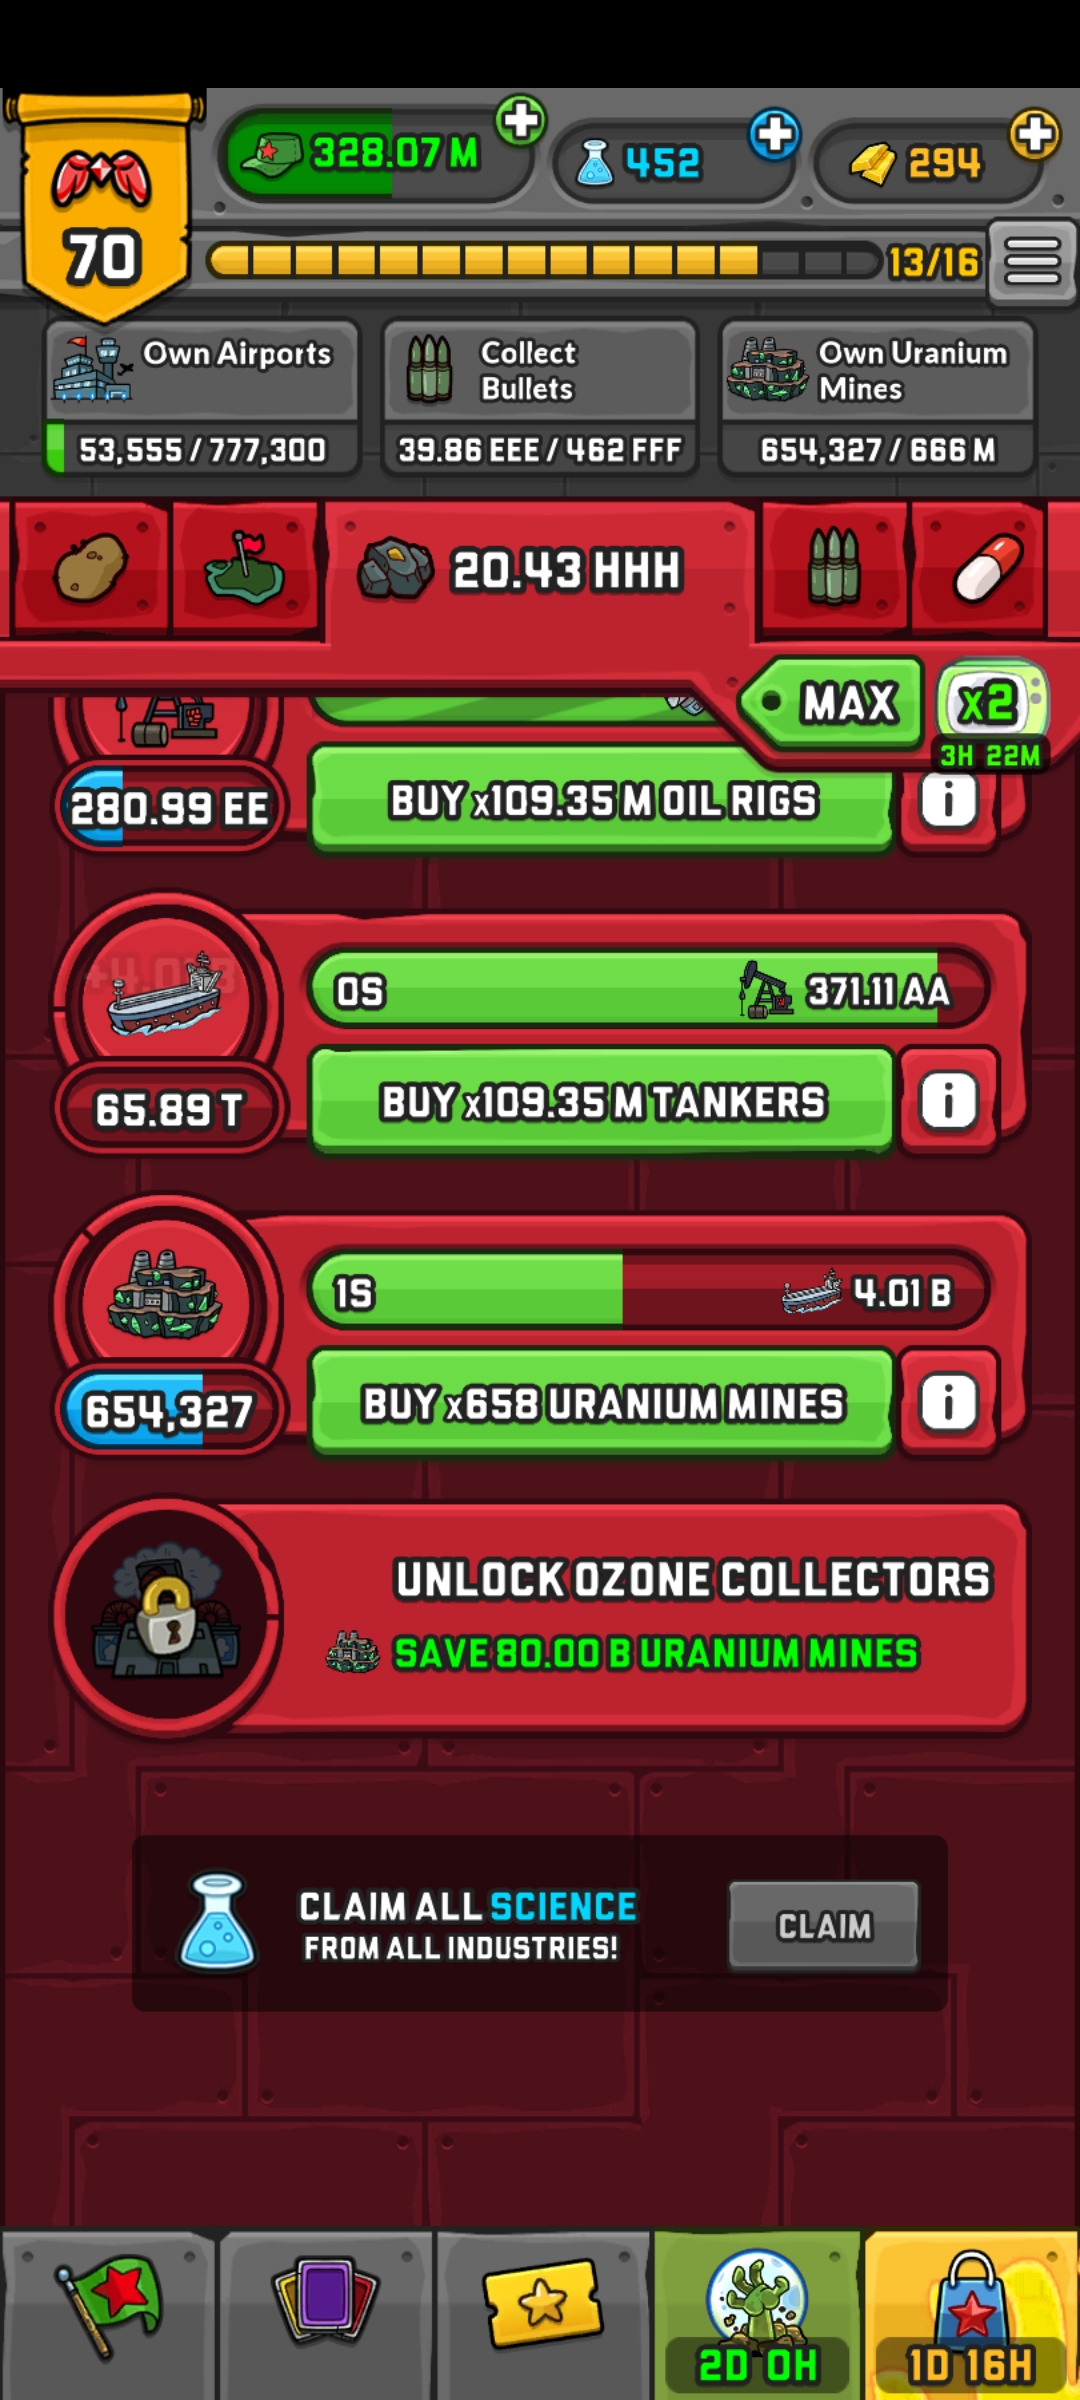 328.07 M
452
294
70
13/16
Own Airports
53,555 / 777,300
Collect
Bullets
39.86 EEE / 462 FFF
Own Uranium
Mines
654,327 / 666 M
20.43 HHH
MAX
x2
3H 22M
280.99 EE
BUY x109.35 M OIL RIGS
i
0S
371.11 AA
65.89 T
BUY x109.35 M TANKERS
i
1S
4.01 B
654,327
BUY x658 URANIUM MINES
i
UNLOCK OZONE COLLECTORS
SAVE 80.00 B URANIUM MINES
CLAIM ALL SCIENCE
FROM ALL INDUSTRIES!
CLAIM
2D 0H
1D 16H